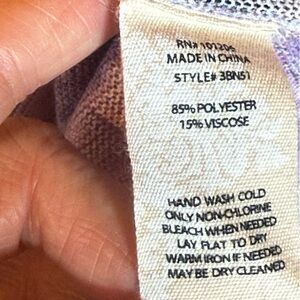 RN# 101206
MADE IN CHINA
STYLE# 3BN51
85% POLYESTER
15% VISCOSE
HAND WASH COLD
ONLY NON-CHLORINE
BLEACH WHEN NEEDED
LAY FLAT TO DRY
WARM IRON IF NEEDED
MAY BE DRY CLEANED